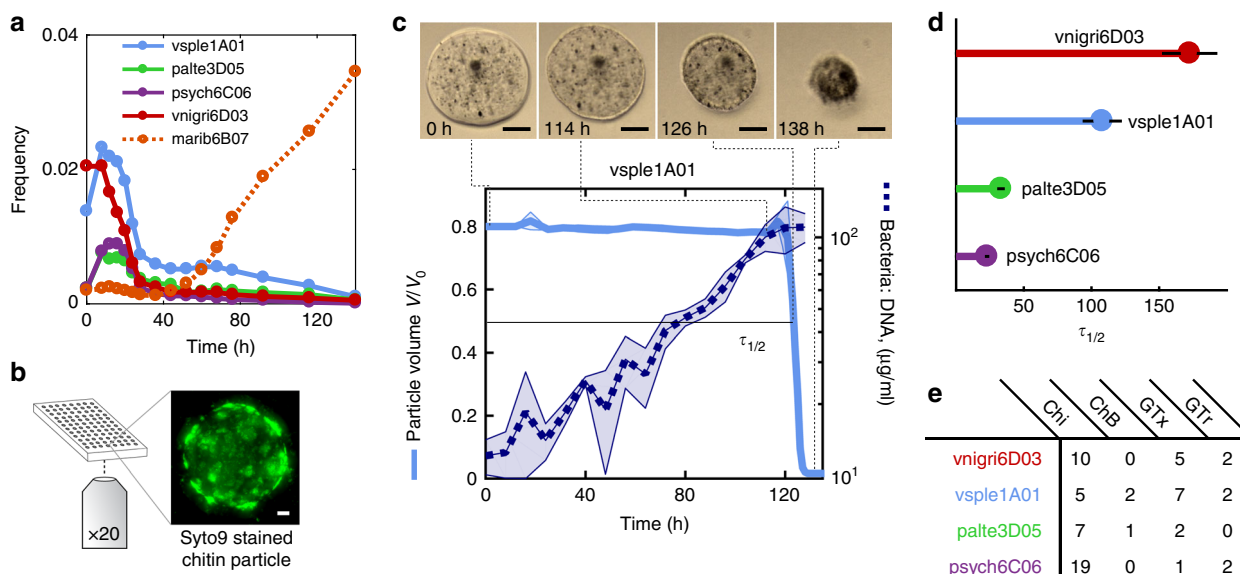 a
0.04
0.02
0
Frequency
vsple1A01
palte3D05
psych6C06
vnigri6D03
marib6B07
0 40 80 120
Time (h)
b
×20
Syto9 stained
chitin particle
c
0 h
114 h
126 h
138 h
vsple1A01
Particle volume V/V0
0.8
0.6
0.4
0.2
0
τ1/2
10^2
10^1
Bacteria: DNA, (μg/ml)
0 40 80 120
Time (h)
d
vnigri6D03
vsple1A01
palte3D05
psych6C06
50 100 150
τ1/2
e
Chi ChB GTx GTr
vnigri6D03 10 0 5 2
vsple1A01 5 2 7 2
palte3D05 7 1 2 0
psych6C06 19 0 1 2